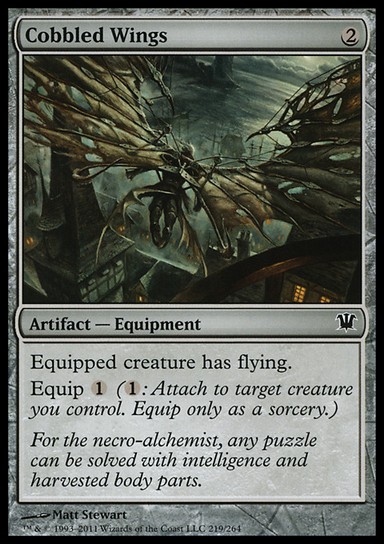 Cobbled Wings 2
Artifact — Equipment
Equipped creature has flying.
Equip 1 (1: Attach to target creature
you control. Equip only as a sorcery.)
For the necro-alchemist, any puzzle
can be solved with intelligence and
harvested body parts.
Matt Stewart
™ & © 1993–2011 Wizards of the Coast LLC 219/264